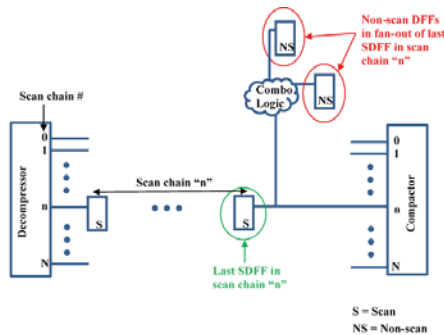 Non-scan DFFs
in fan-out of last
SDFF in scan
chain "n"
NS
NS
Combo
Logic
Scan chain #
Decompressor
0
1
n
N
Scan chain "n"
S
S
Last SDFF in
scan chain "n"
0
1
n
N
Compactor
S = Scan
NS = Non-scan